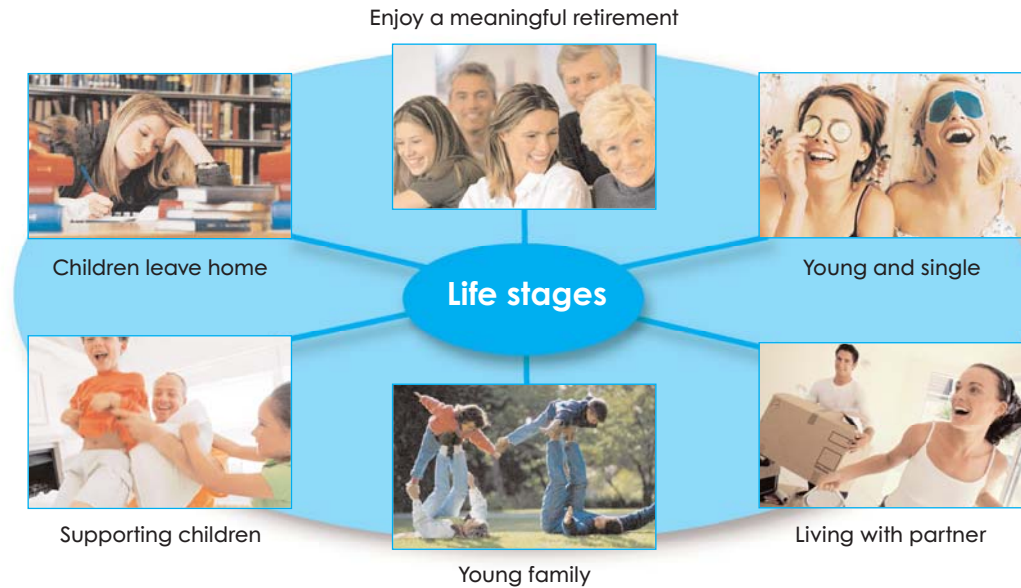 Enjoy a meaningful retirement
Children leave home
Life stages
Young and single
Supporting children
Living with partner
Young family